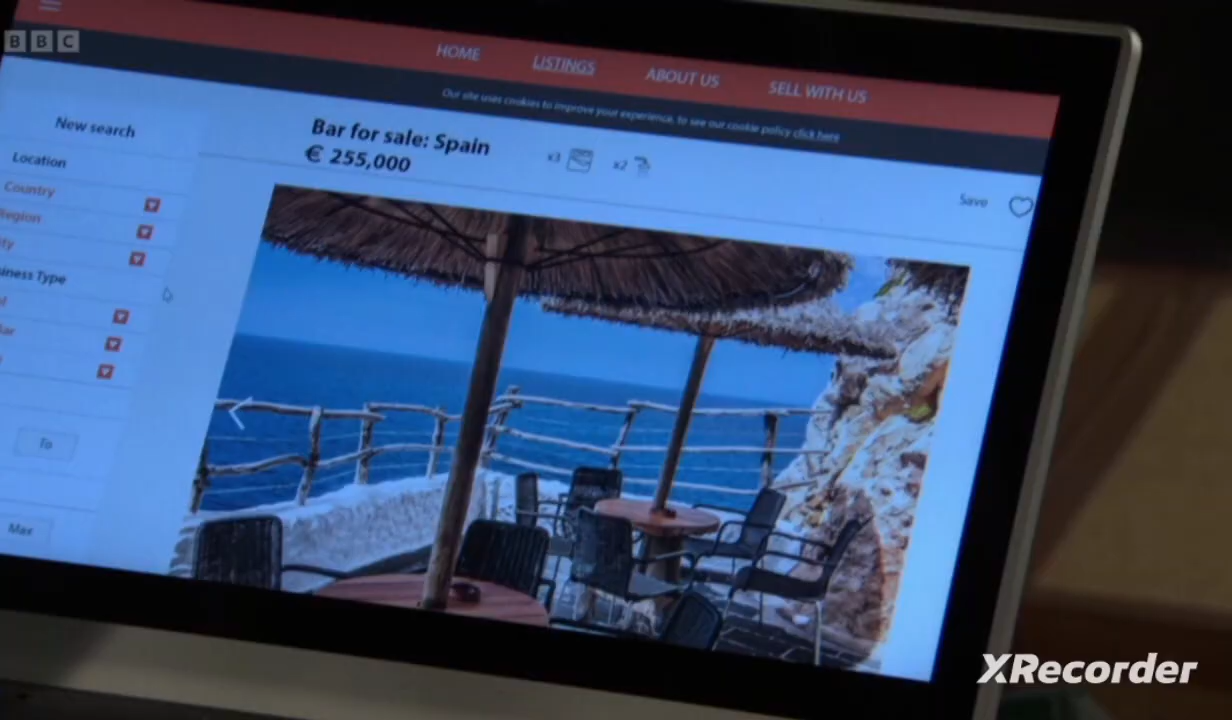 BBC
HOME LISTINGS ABOUT US SELL WITH US
Our site uses cookies to improve your experience, to see our cookie policy click here
New search
Bar for sale: Spain
€ 255,000
x3
x2
Save
Location
Country
Region
Type
To
Max
XRecorder